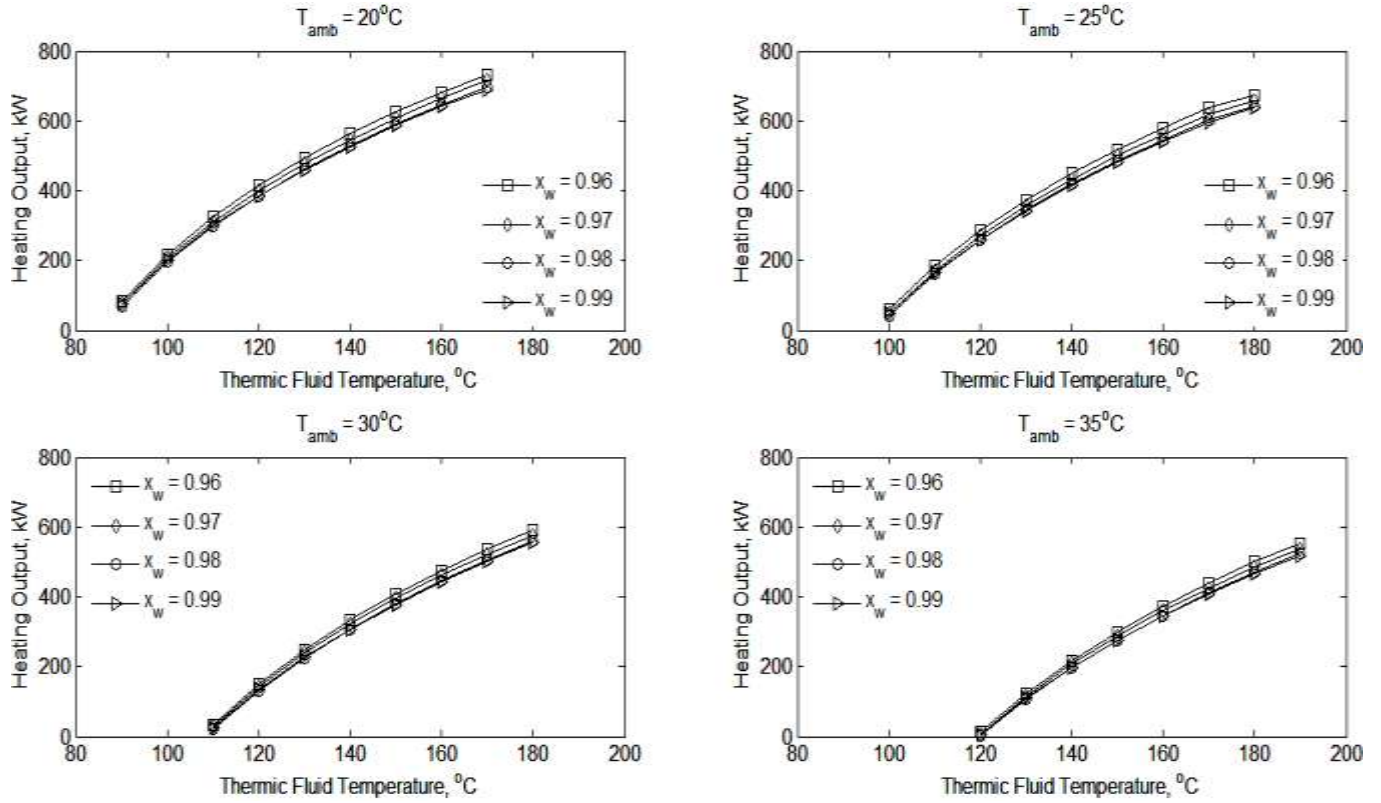 T_amb = 20°C
800
600
400
200
0
Heating Output, kW
x_w = 0.96
x_w = 0.97
x_w = 0.98
x_w = 0.99
80 100 120 140 160 180 200
Thermic Fluid Temperature, °C
T_amb = 25°C
800
600
400
200
0
Heating Output, kW
x_w = 0.96
x_w = 0.97
x_w = 0.98
x_w = 0.99
80 100 120 140 160 180 200
Thermic Fluid Temperature, °C
T_amb = 30°C
800
600
400
200
0
Heating Output, kW
x_w = 0.96
x_w = 0.97
x_w = 0.98
x_w = 0.99
80 100 120 140 160 180 200
Thermic Fluid Temperature, °C
T_amb = 35°C
800
600
400
200
0
Heating Output, kW
x_w = 0.96
x_w = 0.97
x_w = 0.98
x_w = 0.99
80 100 120 140 160 180 200
Thermic Fluid Temperature, °C